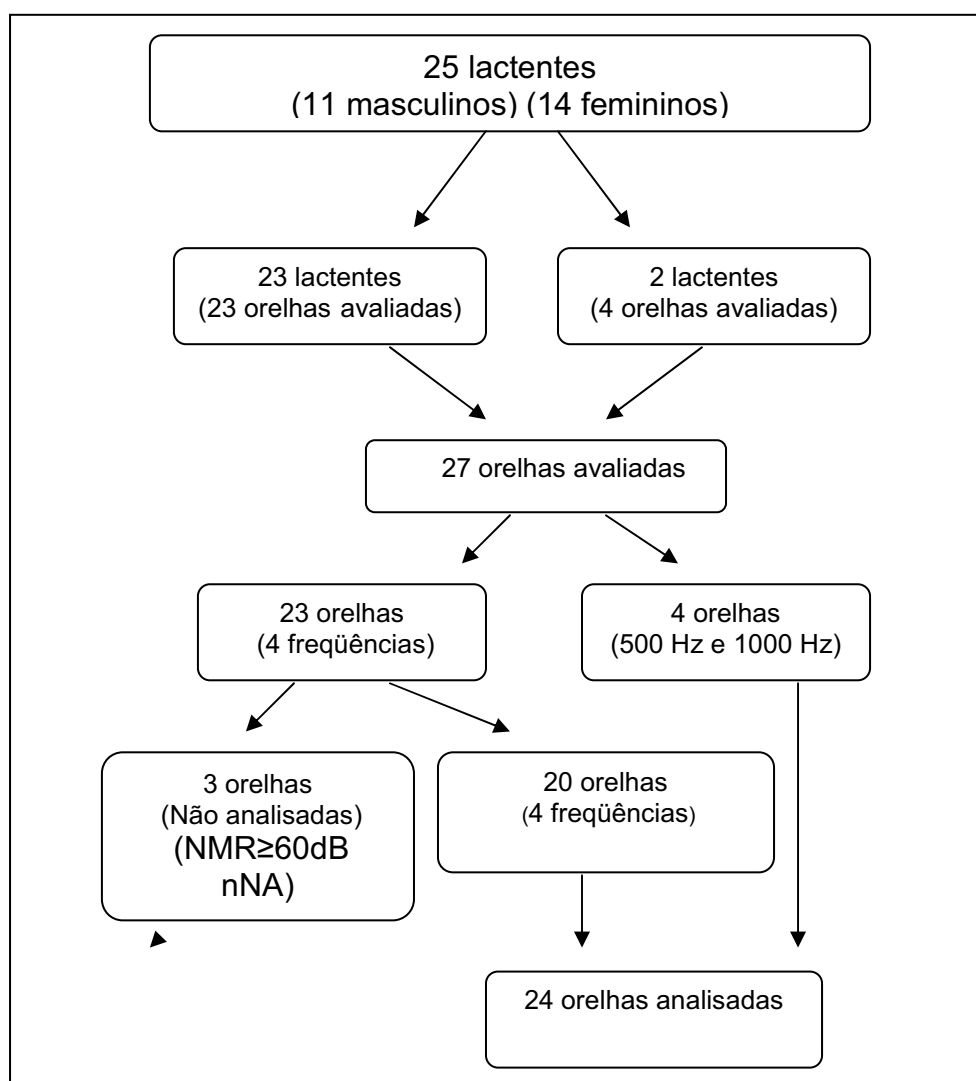 25 lactentes
(11 masculinos) (14 femininos)
23 lactentes
(23 orelhas avaliadas)
2 lactentes
(4 orelhas avaliadas)
27 orelhas avaliadas
23 orelhas
(4 freqüências)
4 orelhas
(500 Hz e 1000 Hz)
3 orelhas
(Não analisadas)
(NMR≥60dB
nNA)
20 orelhas
(4 freqüências)
24 orelhas analisadas